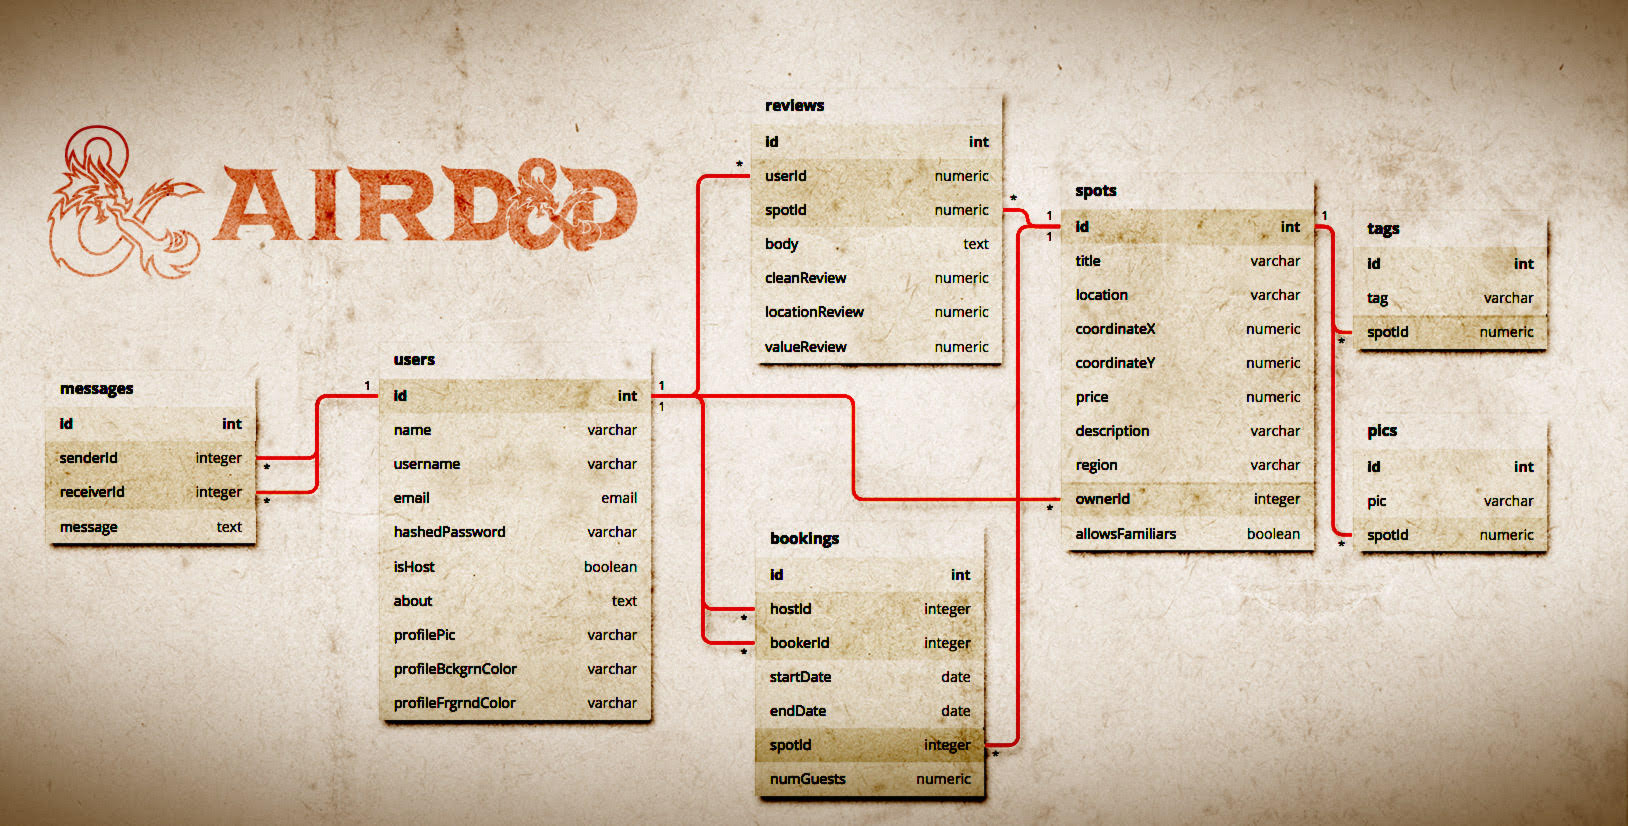 AIRD&D
reviews
id int
userId numeric
spotId numeric
body text
cleanReview numeric
locationReview numeric
valueReview numeric
*
*
spots
id int
title varchar
location varchar
coordinateX numeric
coordinateY numeric
price numeric
description varchar
region varchar
ownerId integer
allowsFamiliars boolean
1
1
1
*
tags
id int
tag varchar
spotId numeric
*
pics
id int
pic varchar
spotId numeric
*
users
id int
name varchar
username varchar
email email
hashedPassword varchar
isHost boolean
about text
profilePic varchar
profileBckgrnColor varchar
profileFrgrndColor varchar
1
1
1
messages
id int
senderId integer
receiverId integer
message text
*
*
bookings
id int
hostId integer
bookerId integer
startDate date
endDate date
spotId integer
numGuests numeric
*
*
*